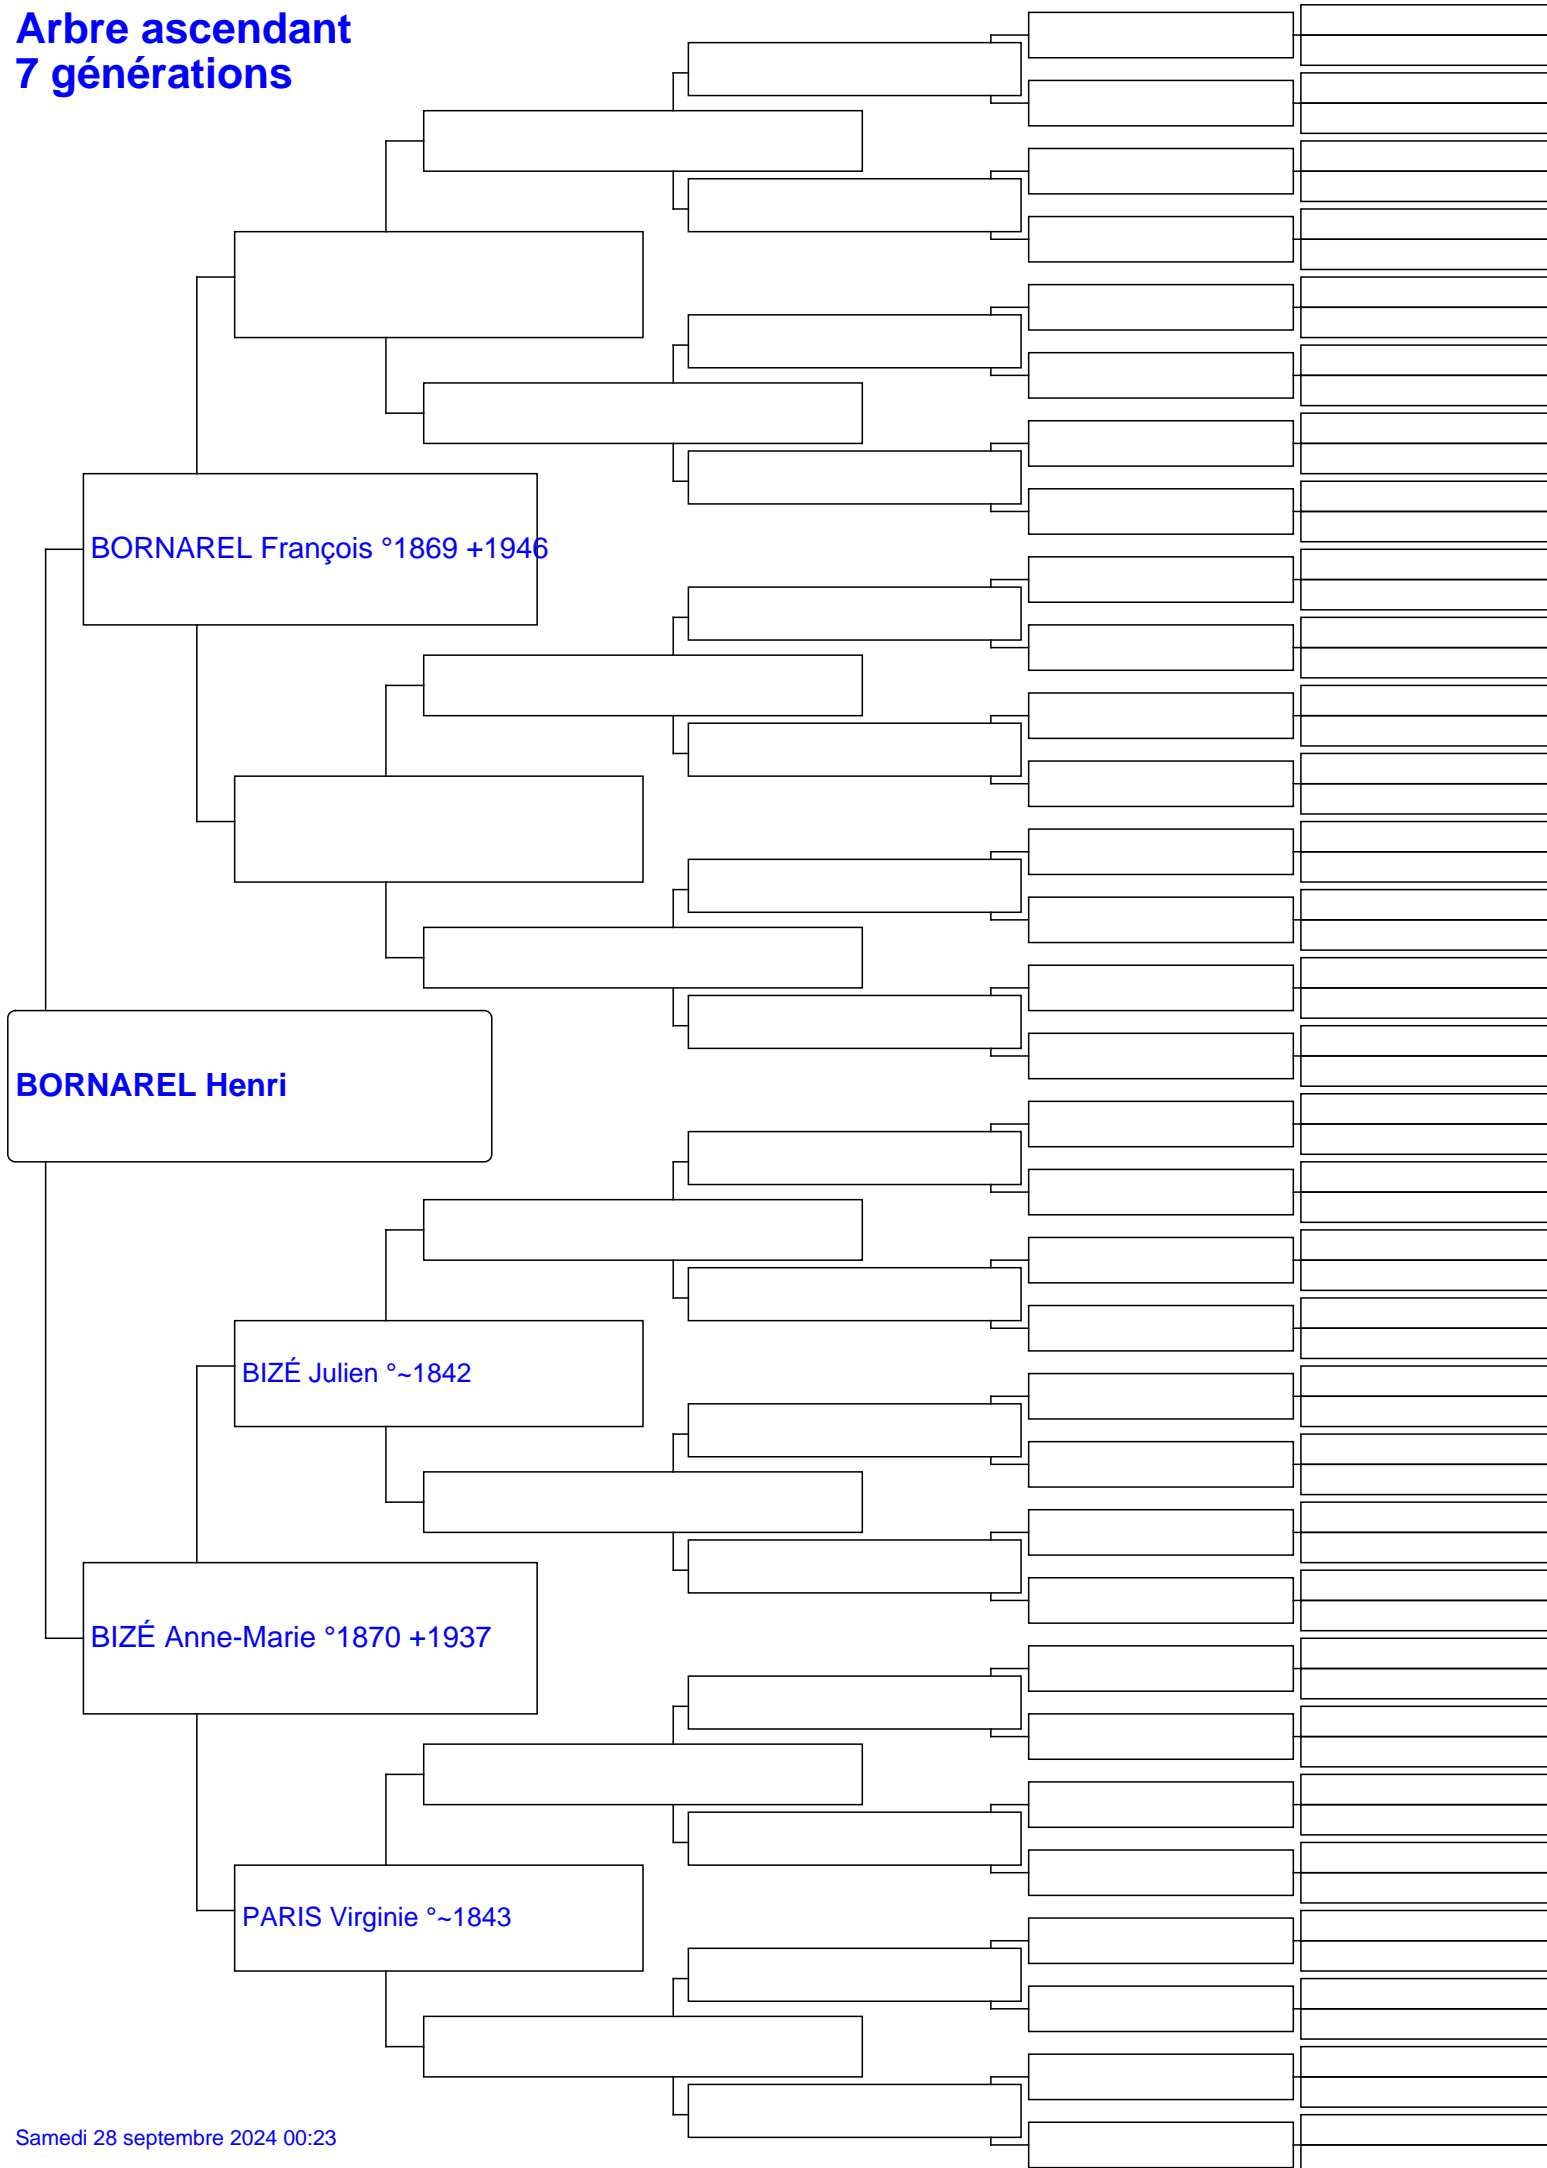 Arbre ascendant
7 générations
BORNAREL François °1869 +1946
BORNAREL Henri
BIZÉ Julien °~1842
BIZÉ Anne-Marie °1870 +1937
PARIS Virginie °~1843
Samedi 28 septembre 2024 00:23